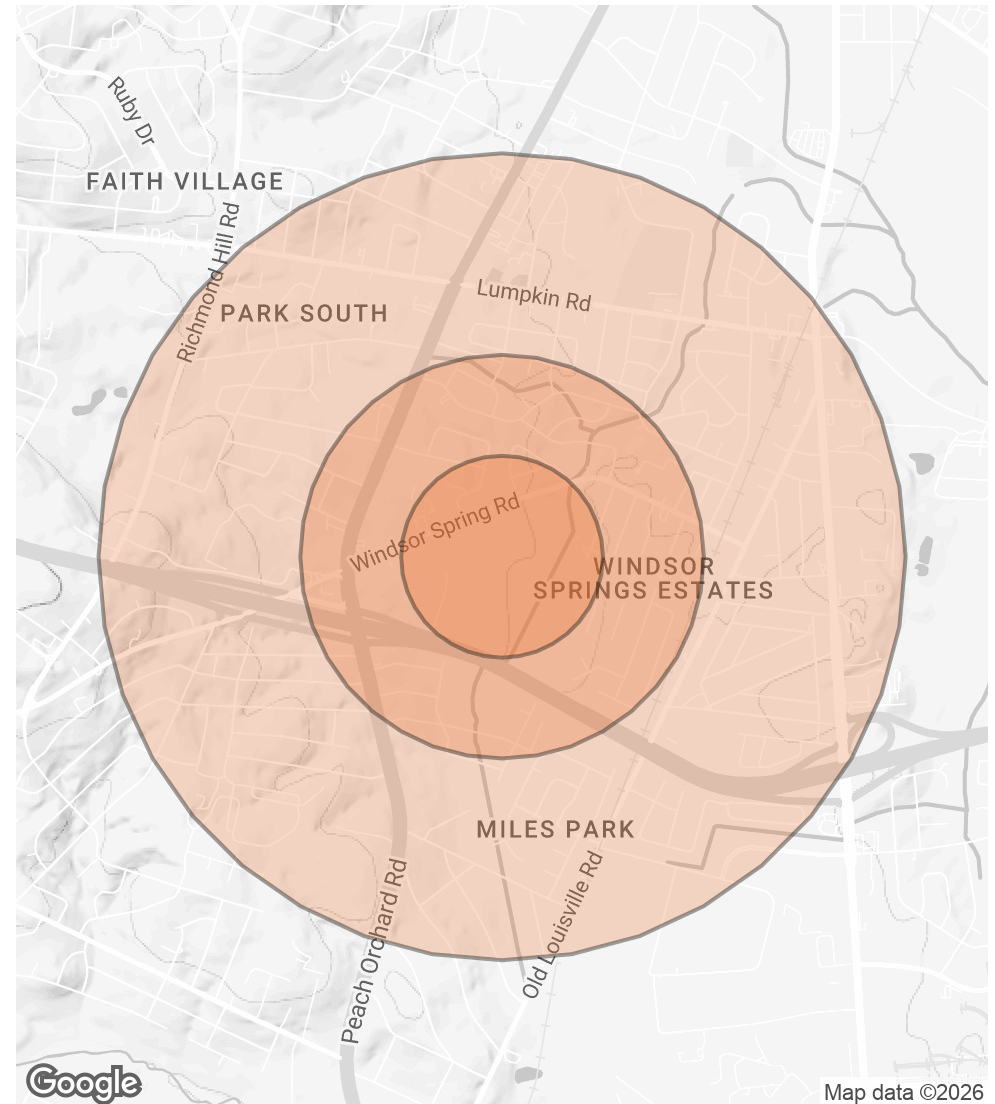 Ruby Dr
FAITH VILLAGE
Richmond Hill Rd
Lumpkin Rd
PARK SOUTH
Windsor Spring Rd
WINDSOR
SPRINGS ESTATES
MILES PARK
Peach Orchard Rd
Old Louisville Rd
Google
Map data ©2026